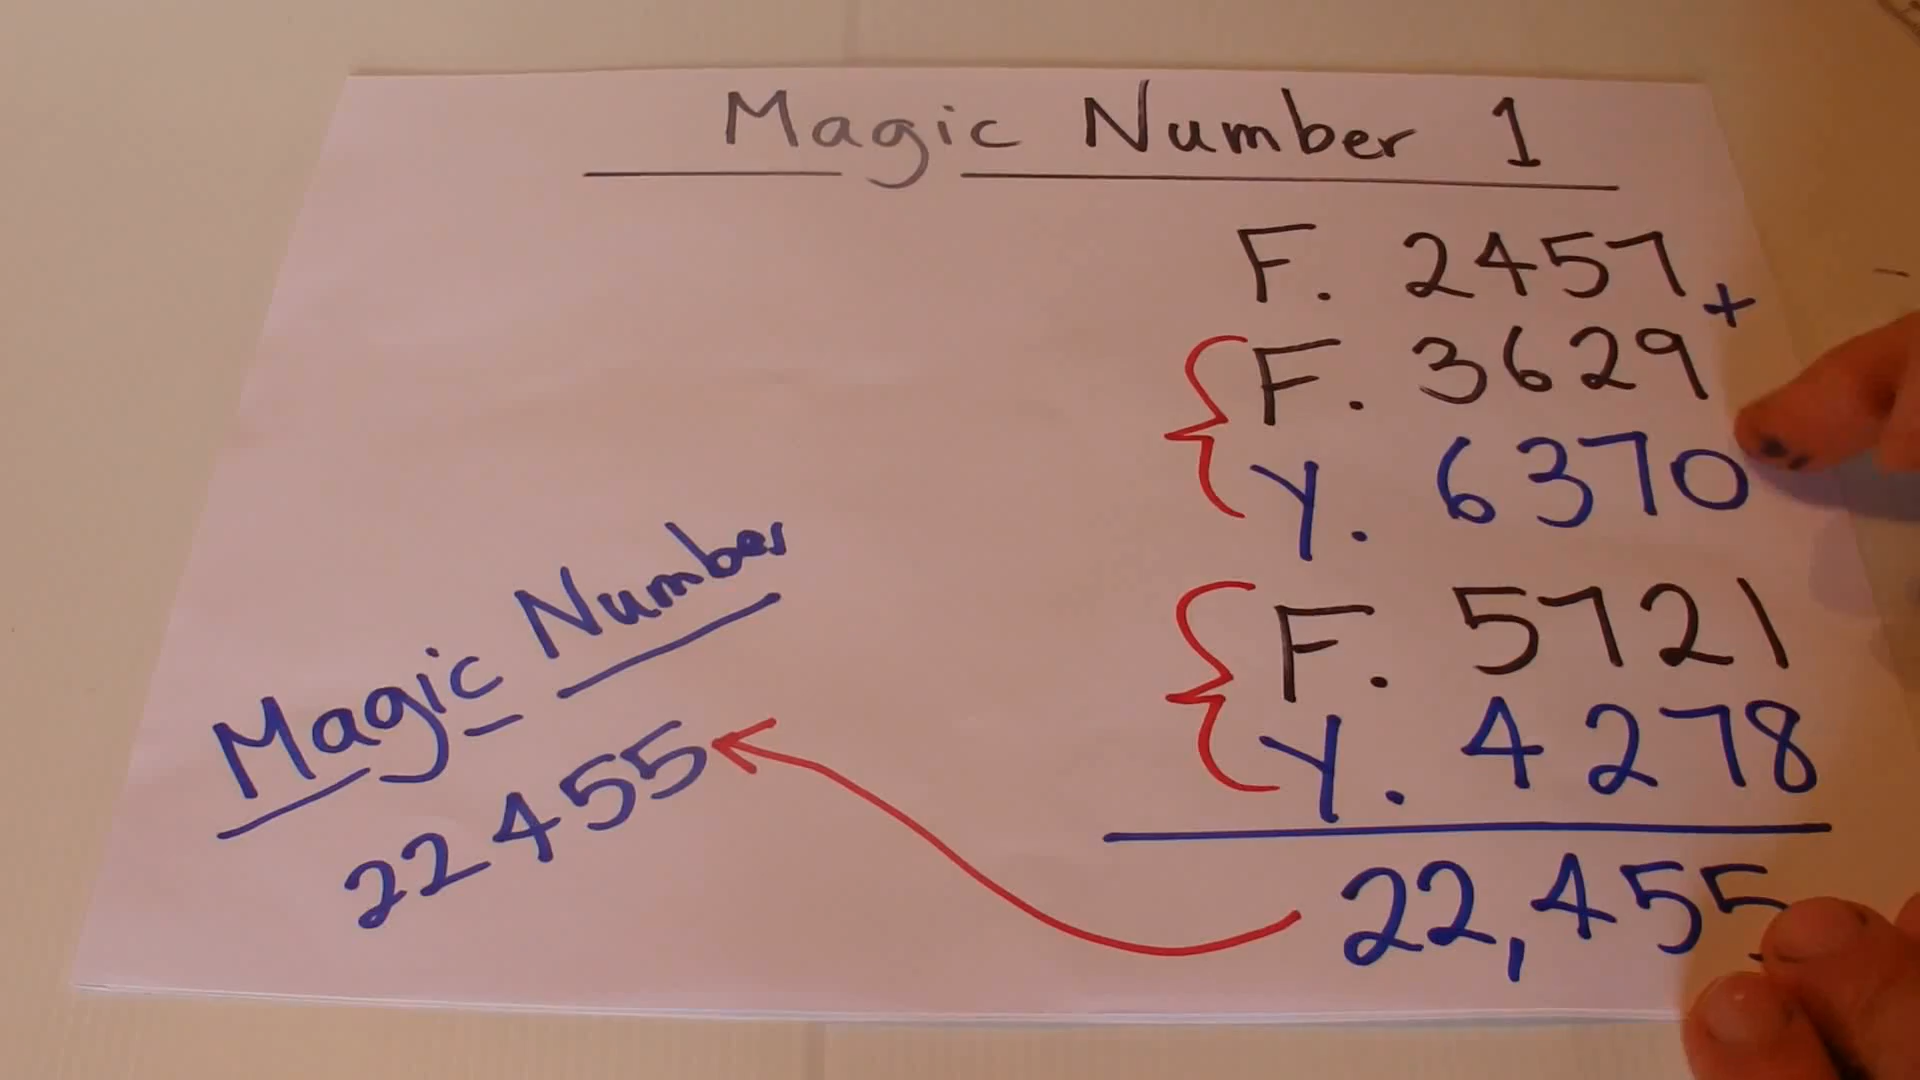 Magic Number 1
F. 2457 +
F. 3629
Y. 6370
F. 5721
Y. 4278
22,455
Magic Number
22455